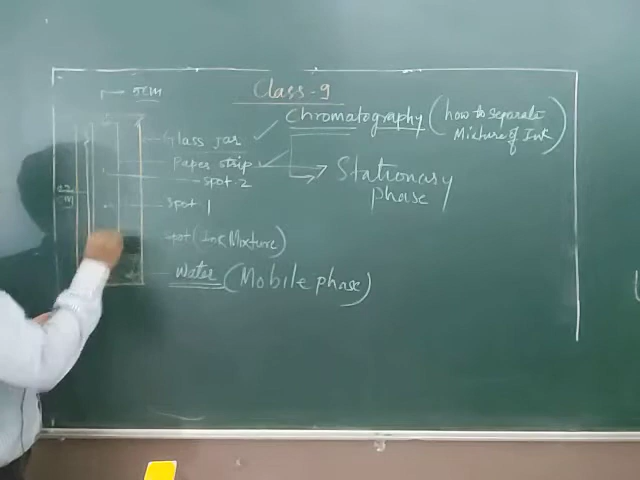 Class-9
Chromatography (how to separate
Mixture of Ink)
Glass jar
Paper strip
Stationary
phase
spot-2
spot 1
(Ink Mixture)
Water (Mobile phase)